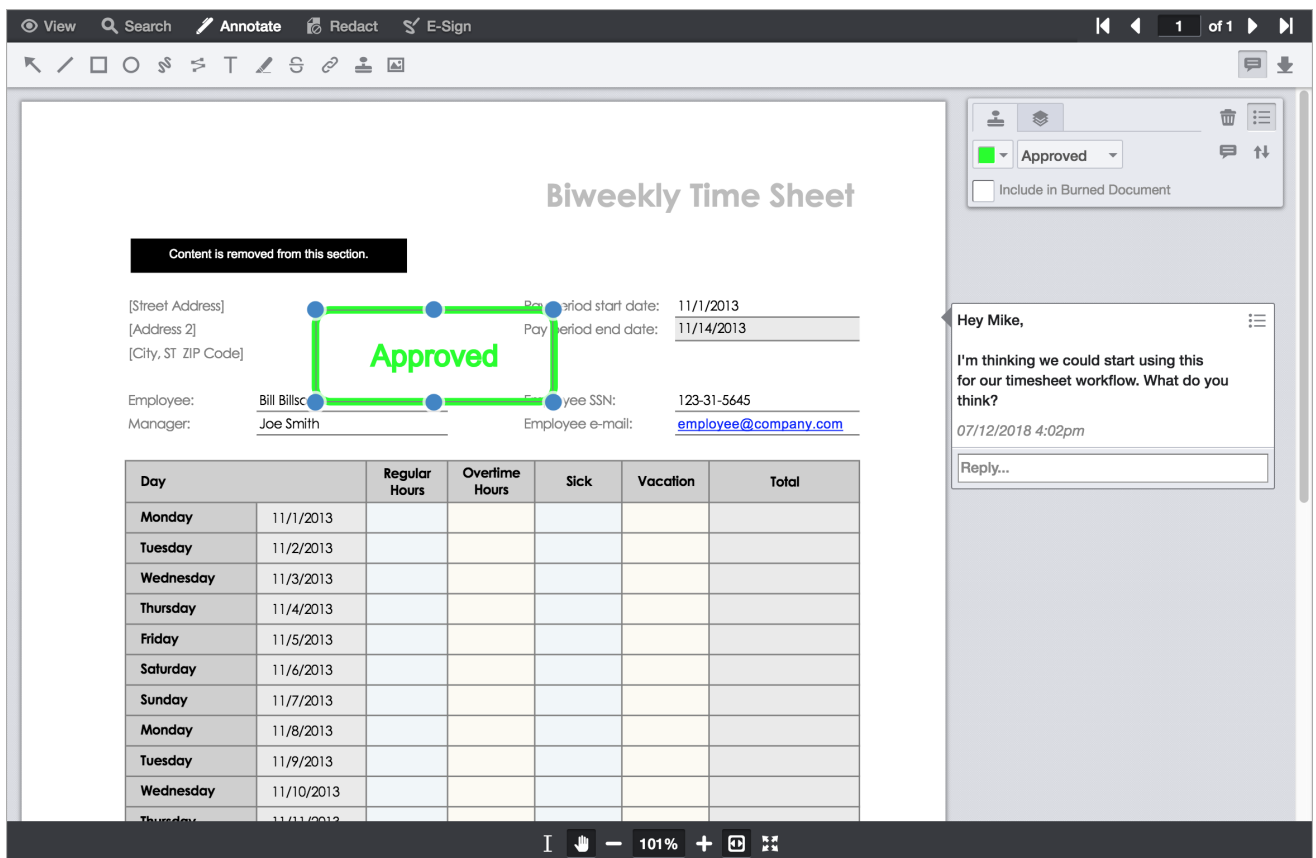 View Search Annotate Redact E-Sign 1 of 1
Approved
Include in Burned Document
Biweekly Time Sheet
Content is removed from this section.
[Street Address] Pay period start date: 11/1/2013
[Address 2] Pay period end date: 11/14/2013
[City, ST ZIP Code]
Approved
Employee: Bill SSN: 123-31-5645
Manager: Joe Smith Employee e-mail: employee@company.com
Hey Mike,
I'm thinking we could start using this
for our timesheet workflow. What do you
think?
07/12/2018 4:02pm
Reply...
Day Regular Hours Overtime Hours Sick Vacation Total
Monday 11/1/2013
Tuesday 11/2/2013
Wednesday 11/3/2013
Thursday 11/4/2013
Friday 11/5/2013
Saturday 11/6/2013
Sunday 11/7/2013
Monday 11/8/2013
Tuesday 11/9/2013
Wednesday 11/10/2013
Thursday 11/11/2013
101%